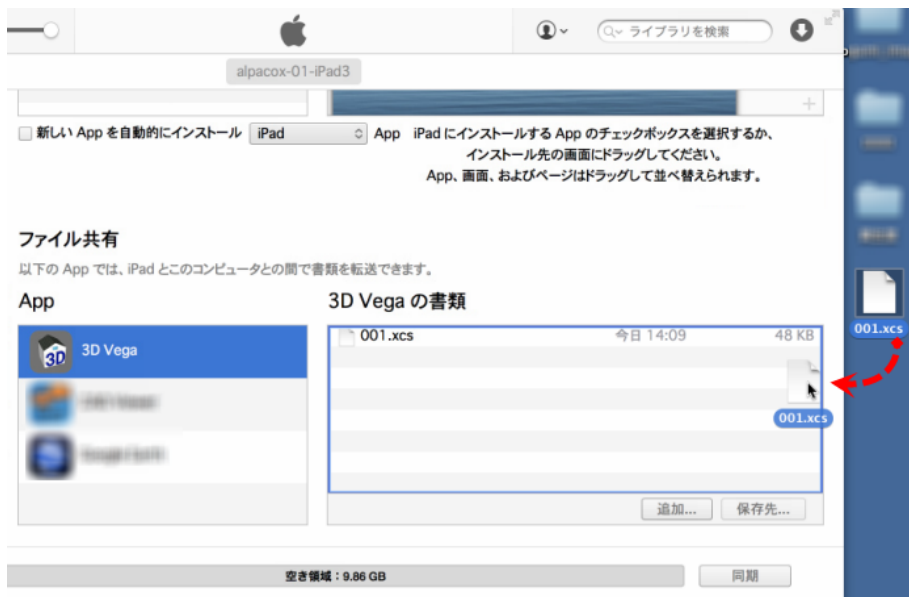 ライブラリを検索
alpacox-01-iPad3
新しい App を自動的にインストール
iPad
App
iPad にインストールする App のチェックボックスを選択するか、
インストール先の画面にドラッグしてください。
App、画面、およびページはドラッグして並べ替えられます。
ファイル共有
以下の App では、iPad とこのコンピュータとの間で書類を転送できます。
App
3D Vega の書類
3D
3D Vega
001.xcs 今日 14:09 48 KB
001.xcs
001.xcs
追加...
保存先...
空き領域：9.86 GB
同期